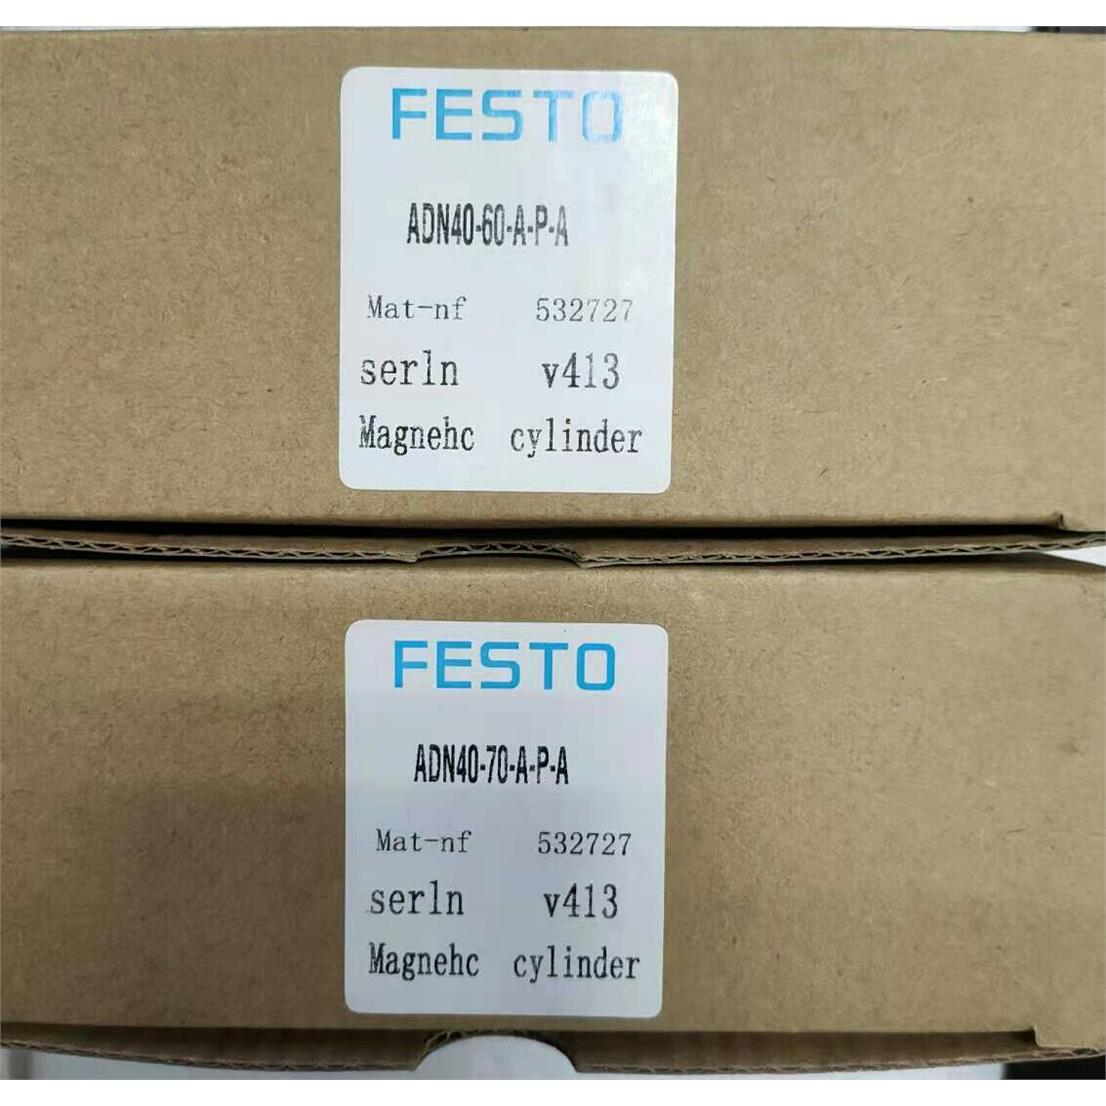 FESTO
ADN40-60-A-P-A
Mat-nf 532727
serln v413
Magnehc cylinder
FESTO
ADN40-70-A-P-A
Mat-nf 532727
serln v413
Magnehc cylinder